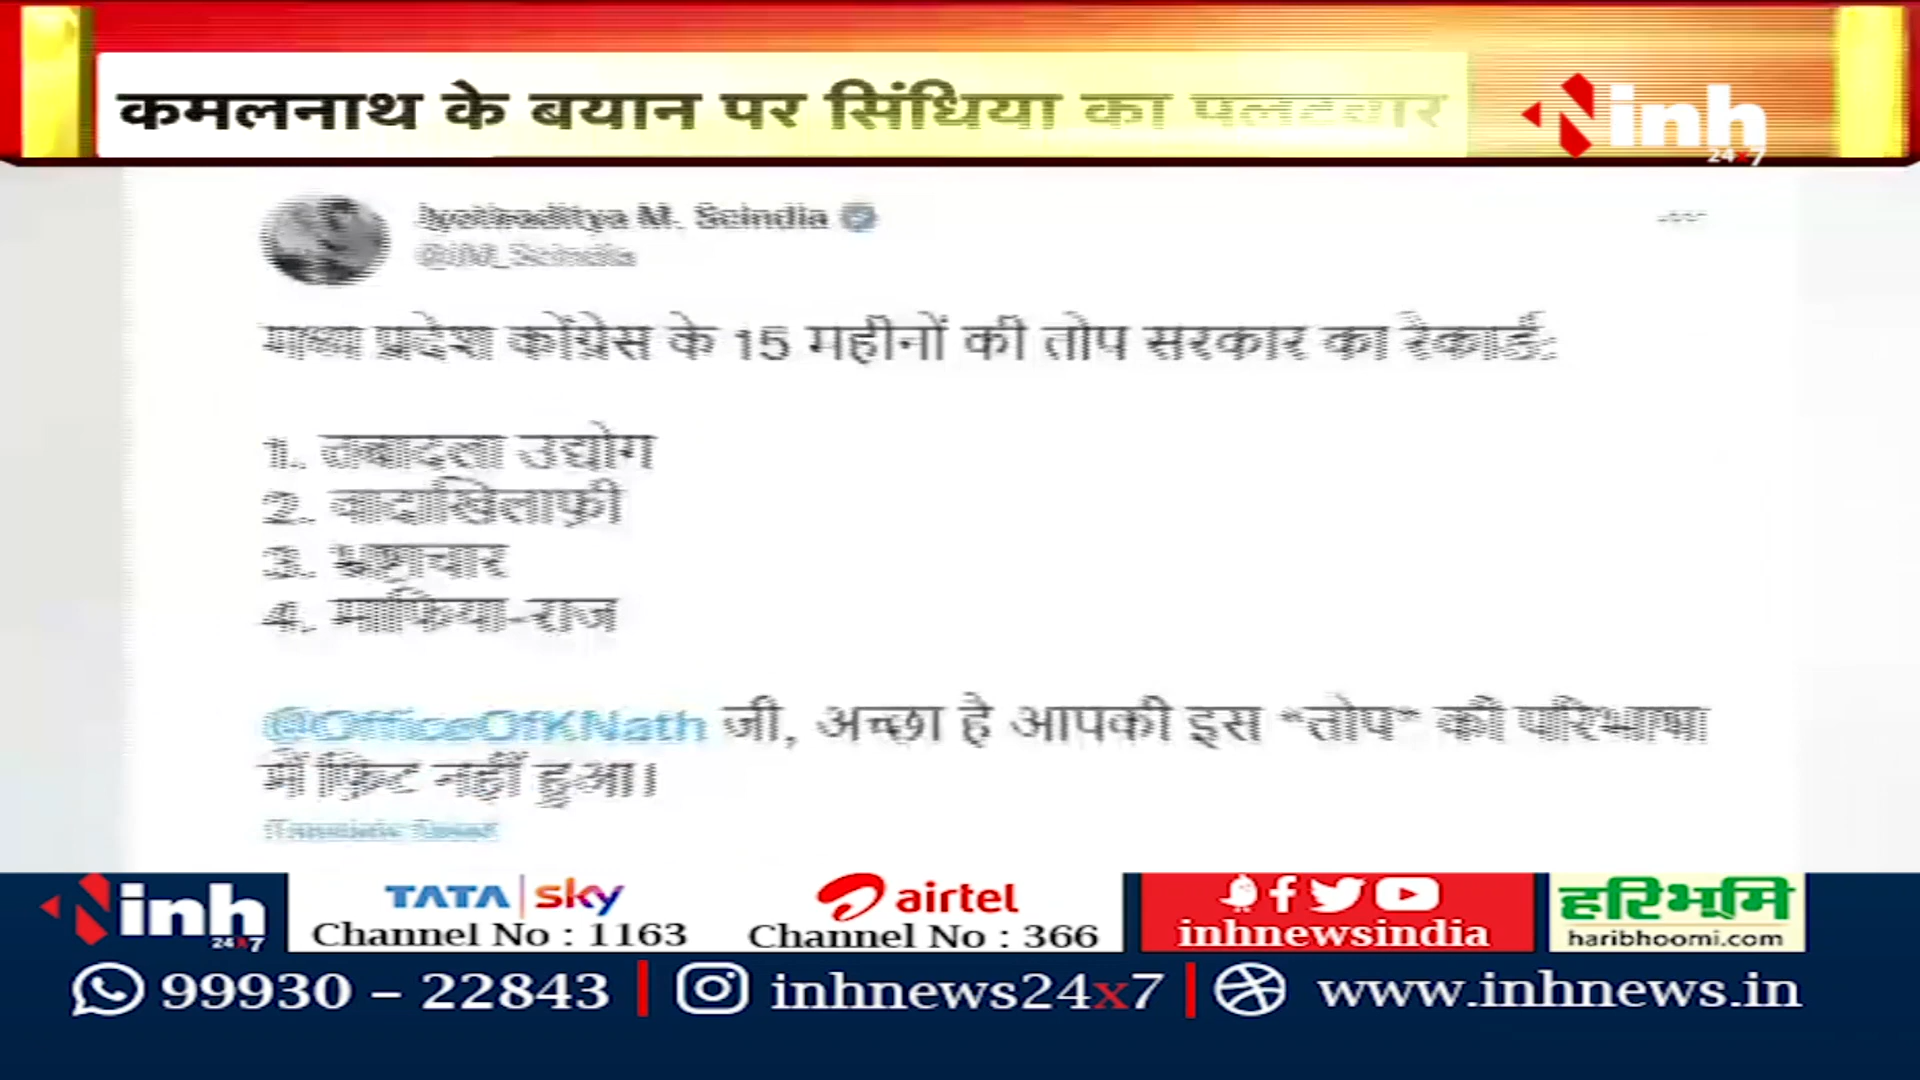 कमलनाथ के बयान पर सिंधिया का पलटवार
inh
24x7
Jyotiraditya M. Scindia
@JM_Scindia
मध्य प्रदेश कोंग्रेस के 15 महीनों की तोप सरकार का रेकार्ड:
1. तबादला उद्योग
2. वादाखिलाफ़ी
3. भ्रष्टाचार
4. माफिया-राज
@OfficeOfKNath जी, अच्छा है आपकी इस "तोप" की परिभाषा
में फ़िट नहीं हुआ।
Translate Tweet
inh
24x7
TATA sky
Channel No : 1163
airtel
Channel No : 366
inhnewsindia
हरिभूमि
haribhoomi.com
99930 - 22843
inhnews24x7
www.inhnews.in